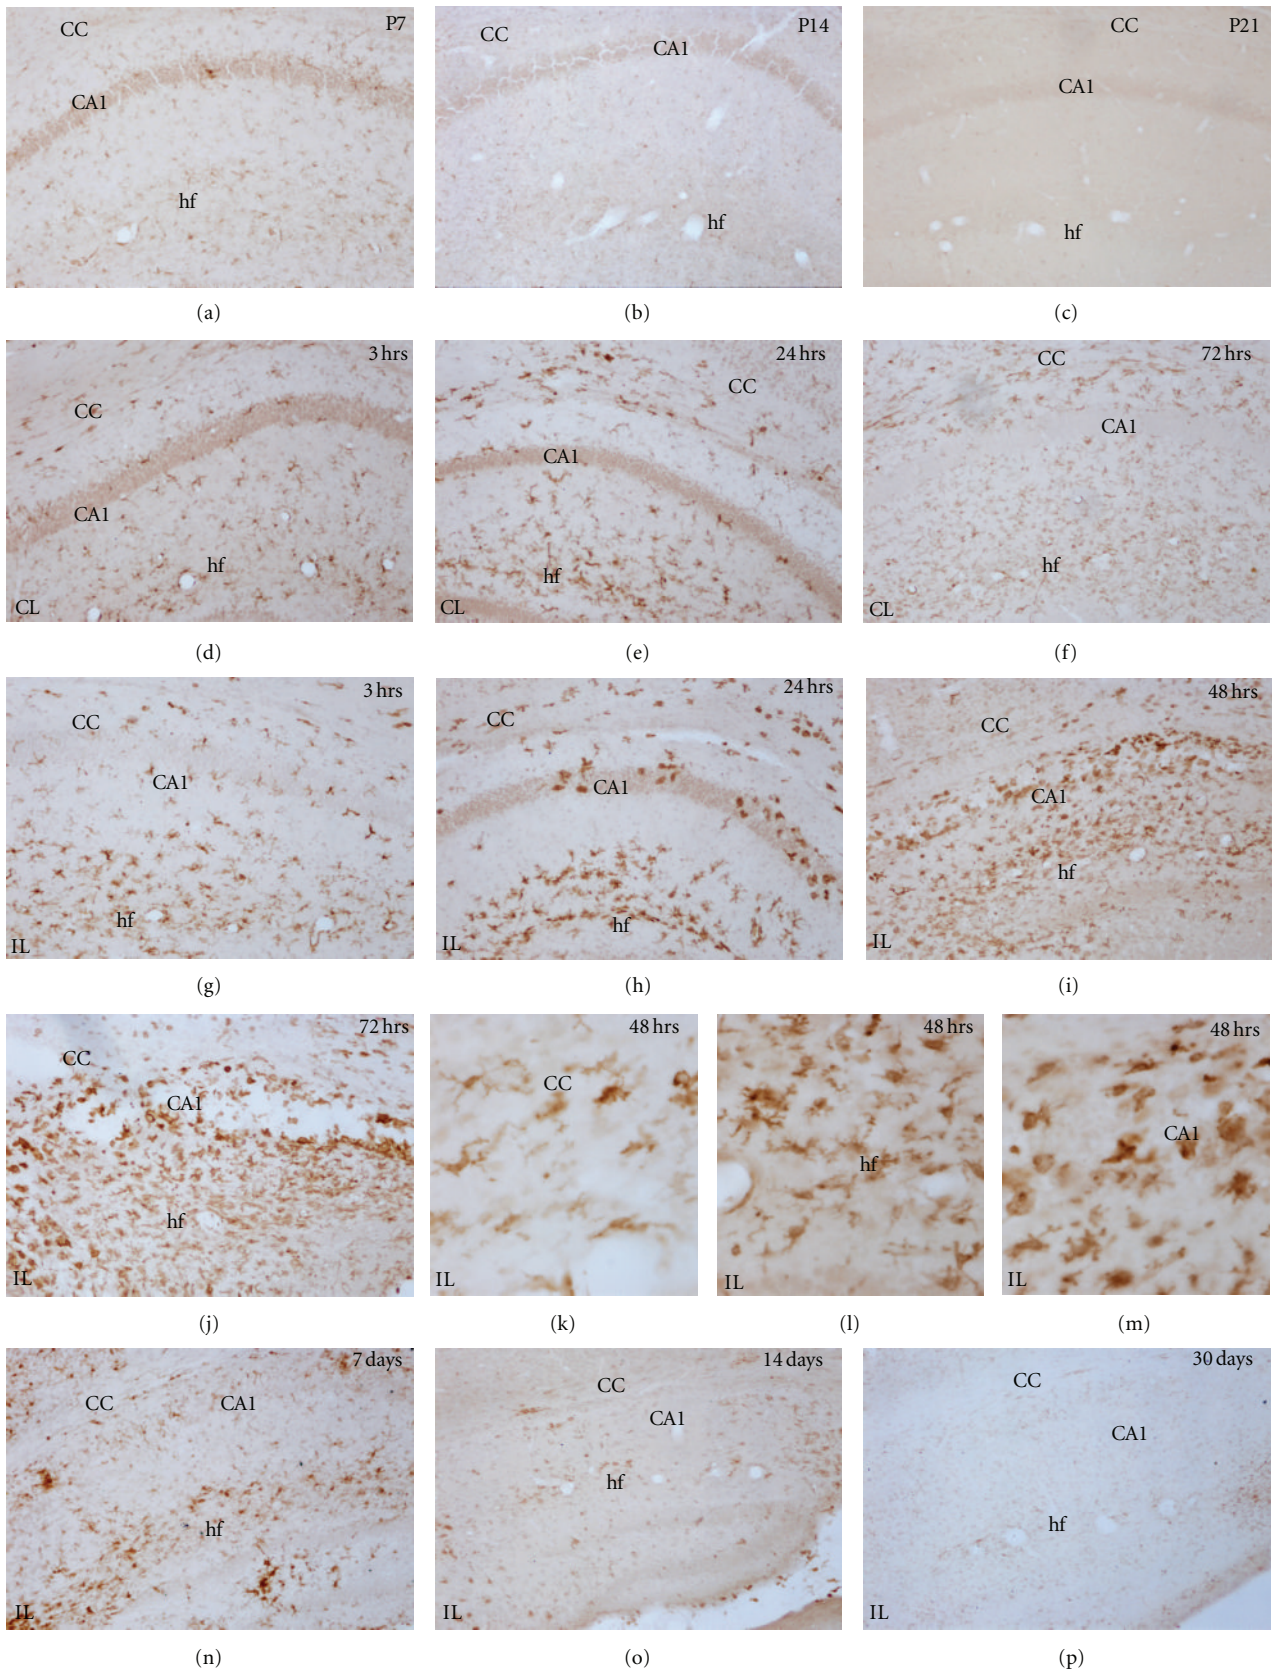 CC P7
CA1
hf
(a)
CC P14
CA1
hf
(b)
CC P21
CA1
hf
(c)
3 hrs
CC
CA1
hf
CL
(d)
24 hrs
CC
CA1
hf
CL
(e)
CC 72 hrs
CA1
hf
CL
(f)
3 hrs
CC
CA1
hf
IL
(g)
24 hrs
CC
CA1
hf
IL
(h)
48 hrs
CC
CA1
hf
IL
(i)
72 hrs
CC
CA1
hf
IL
(j)
48 hrs
CC
IL
(k)
48 hrs
hf
IL
(l)
48 hrs
CA1
IL
(m)
7 days
CC CA1
hf
IL
(n)
14 days
CC
CA1
hf
(o)
IL
30 days
CC
CA1
hf
IL
(p)